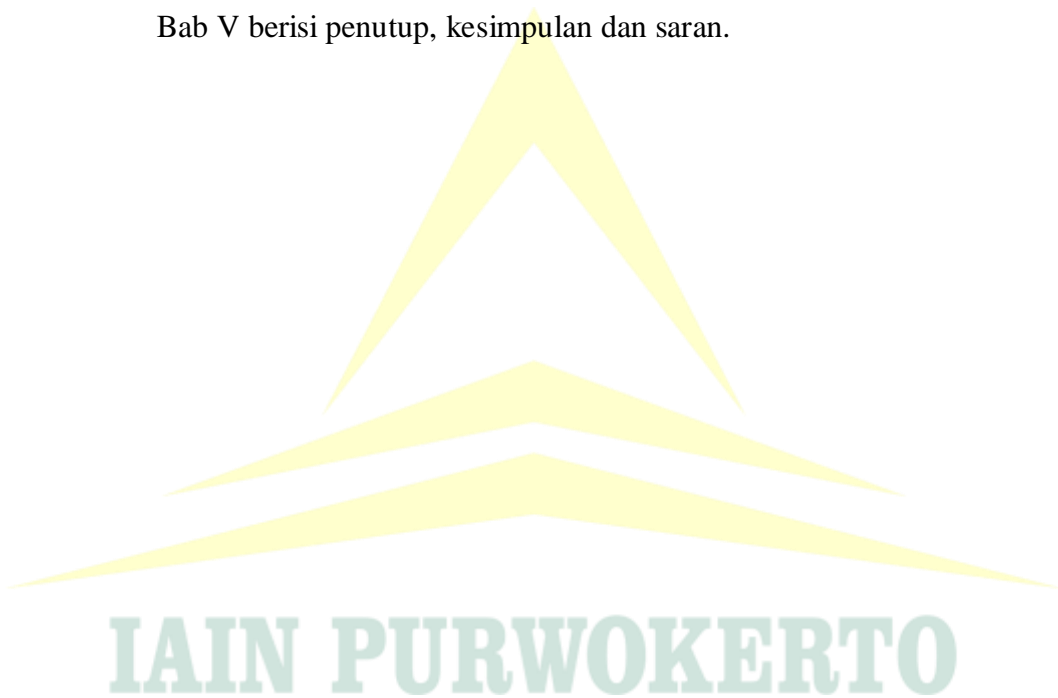 Bab V berisi penutup, kesimpulan dan saran.
IAIN PURWOKERTO